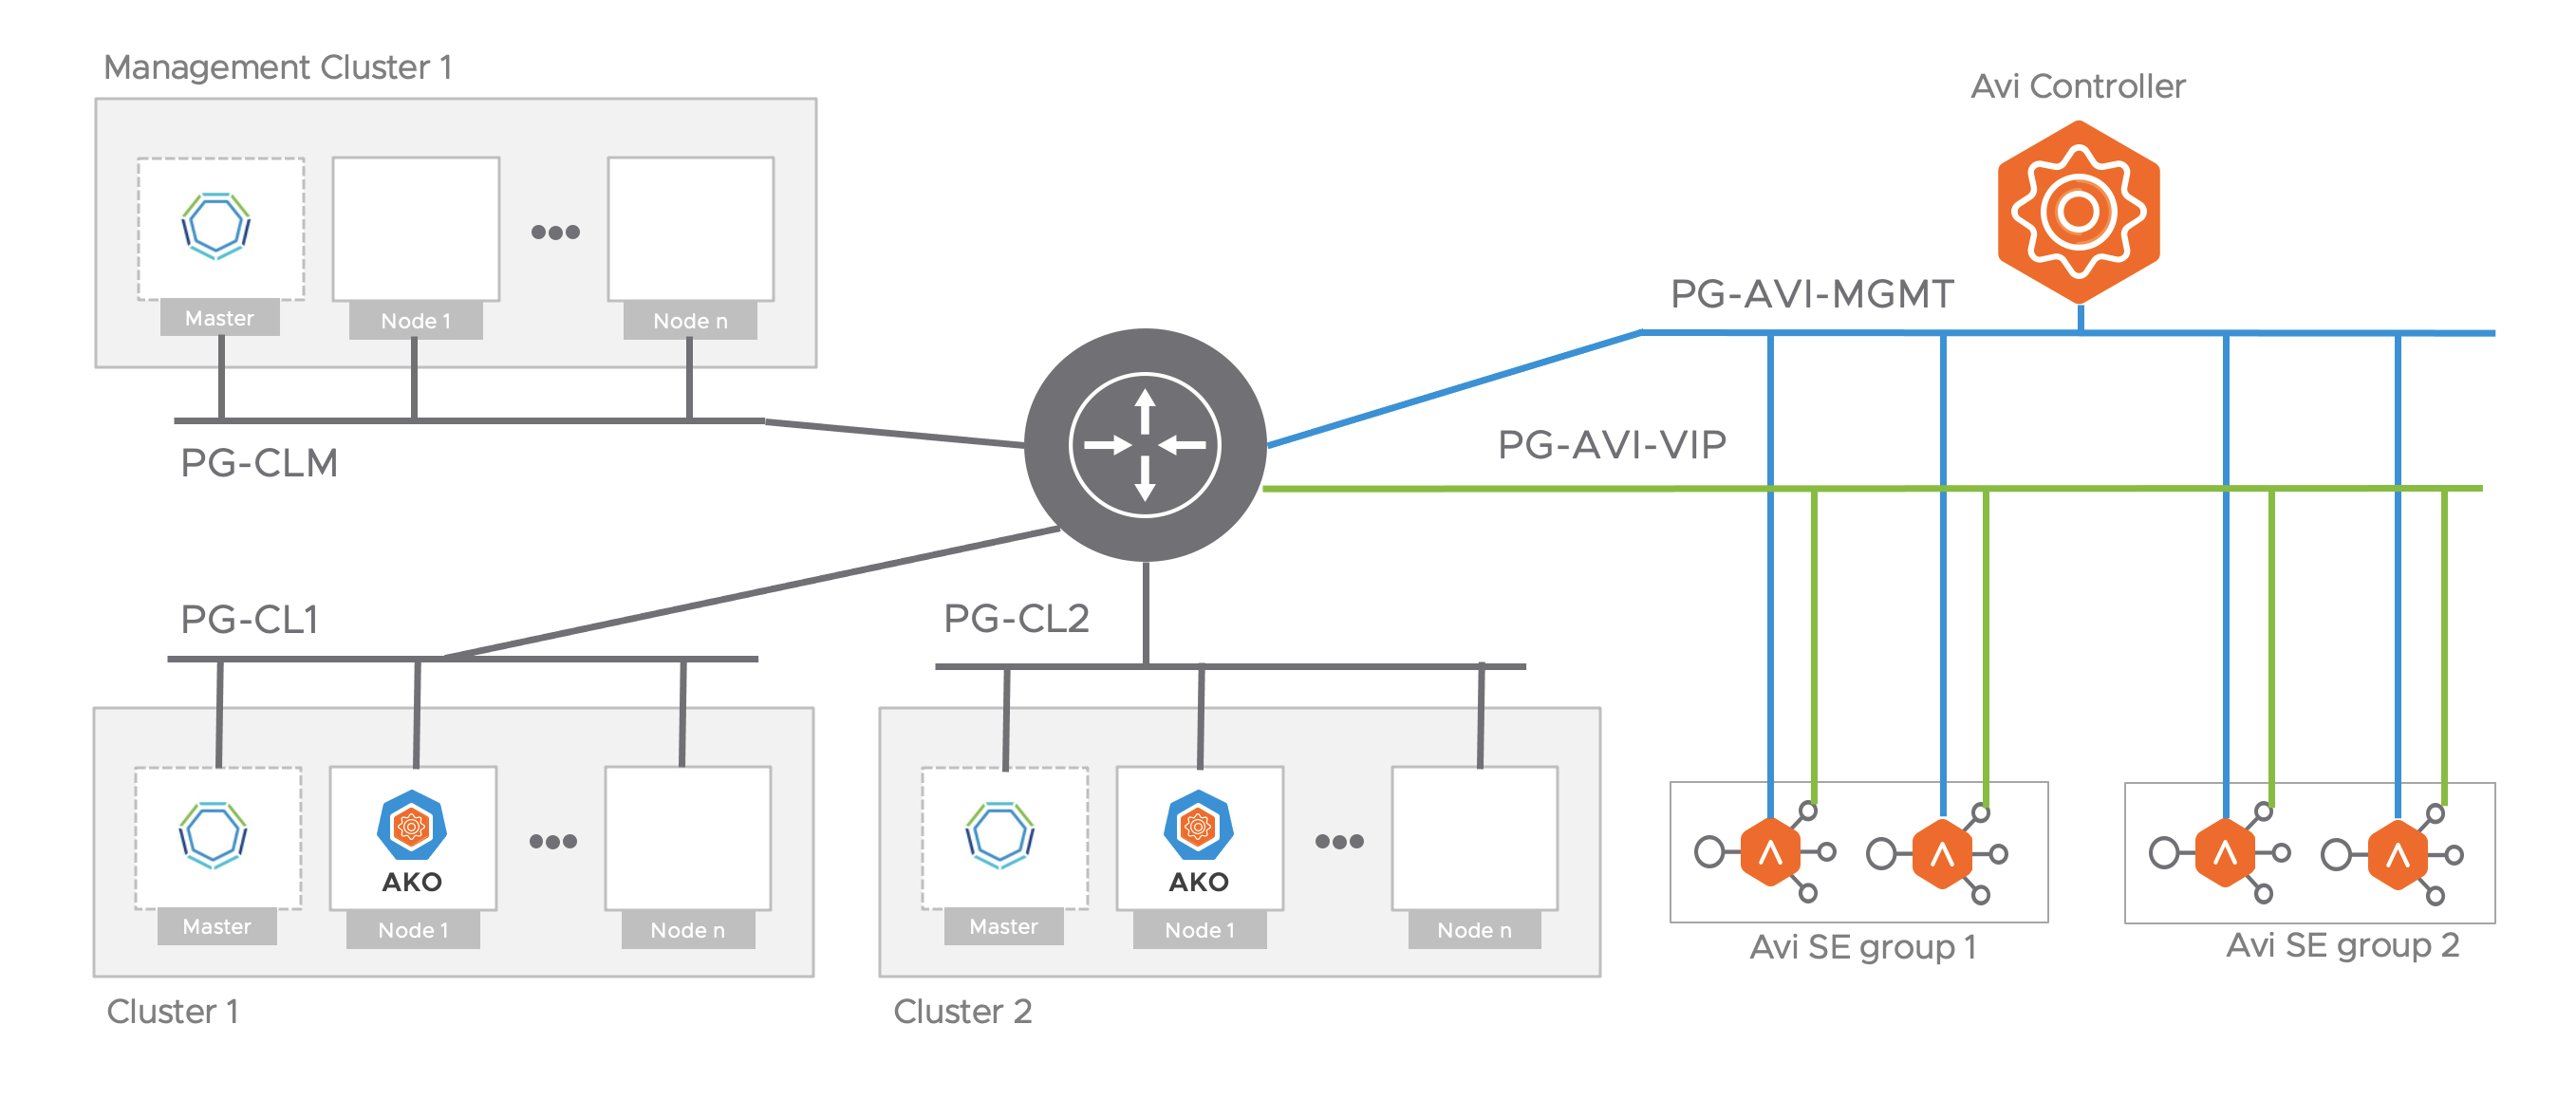 Management Cluster 1
Master
Node 1
Node n
PG-CLM
Avi Controller
PG-AVI-MGMT
PG-AVI-VIP
PG-CL1
AKO
Master
Node 1
Node n
Cluster 1
PG-CL2
AKO
Master
Node 1
Node n
Cluster 2
Avi SE group 1
Avi SE group 2